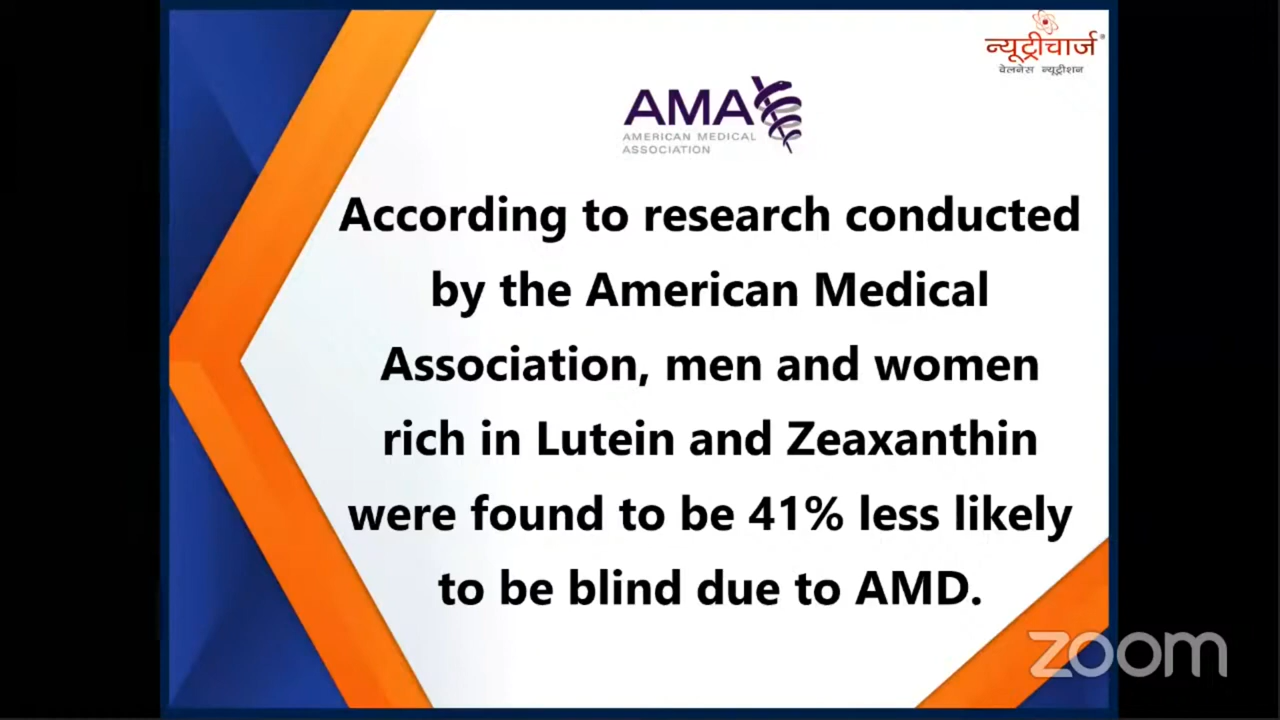 न्यूट्रीचार्ज®
वेलनेस न्यूट्रीशन
AMA
AMERICAN MEDICAL
ASSOCIATION
According to research conducted
by the American Medical
Association, men and women
rich in Lutein and Zeaxanthin
were found to be 41% less likely
to be blind due to AMD.
zoom